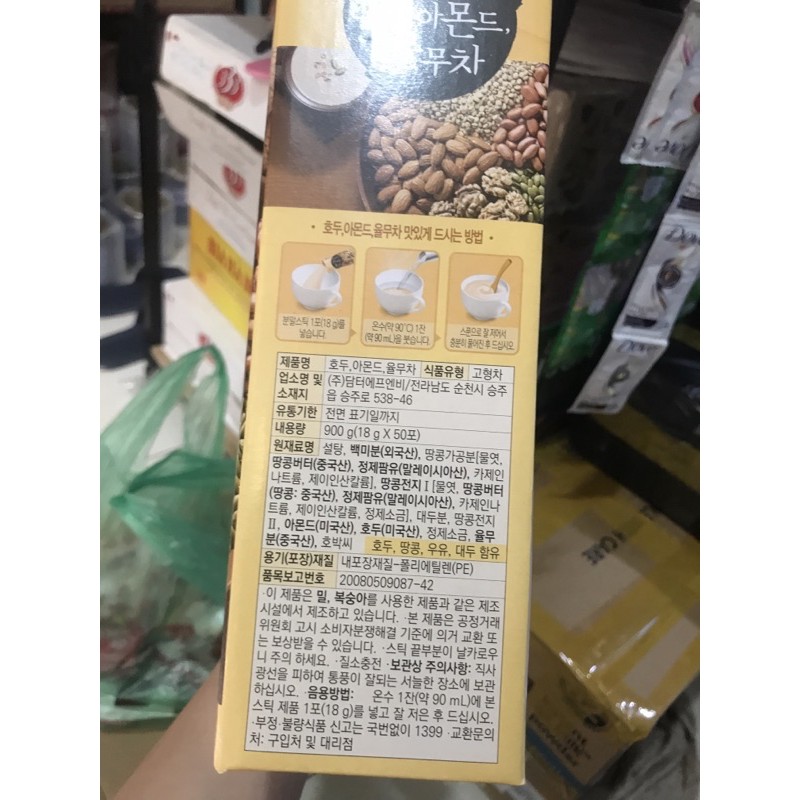 아몬드,
무차
• 호두,아몬드,율무차 맛있게 드시는 방법 •
분말스틱 1포(18 g)를
넣습니다.
온수(약 90℃) 1잔
(약 90 mL)을 붓습니다.
스푼으로 잘 저어서
충분히 풀어진 후 드십시오.
제품명 호두,아몬드,율무차 식품유형 고형차
업소명 및 (주)담터에프엔비/전라남도 순천시 승주
소재지 읍 승주로 538-46
유통기한 전면 표기일까지
내용량 900 g(18 g X 50포)
원재료명 설탕, 백미분(외국산), 땅콩가공분[물엿,
땅콩버터(중국산), 정제팜유(말레이시아산), 카제인
나트륨, 제이인산칼륨], 땅콩전지Ⅰ[물엿, 땅콩버터
(땅콩: 중국산), 정제팜유(말레이시아산), 카제인나
트륨, 제이인산칼륨, 정제소금], 대두분, 땅콩전지
Ⅱ, 아몬드(미국산), 호두(미국산), 정제소금, 율무
분(중국산), 호박씨 호두, 땅콩, 우유, 대두 함유
용기(포장)재질 내포장재질-폴리에틸렌(PE)
품목보고번호 20080509087-42
·이 제품은 밀, 복숭아를 사용한 제품과 같은 제조
시설에서 제조하고 있습니다. ·본 제품은 공정거래
위원회 고시 소비자분쟁해결 기준에 의거 교환 또
는 보상받을 수 있습니다. ·스틱 끝부분이 날카로우
니 주의 하세요. ·질소충전 ·보관상 주의사항: 직사
광선을 피하여 통풍이 잘되는 서늘한 장소에 보관
하십시오. ·음용방법: 온수 1잔(약 90 mL)에 본
스틱 제품 1포(18 g)를 넣고 잘 저은 후 드십시오.
·부정·불량식품 신고는 국번없이 1399 ·교환문의
처: 구입처 및 대리점